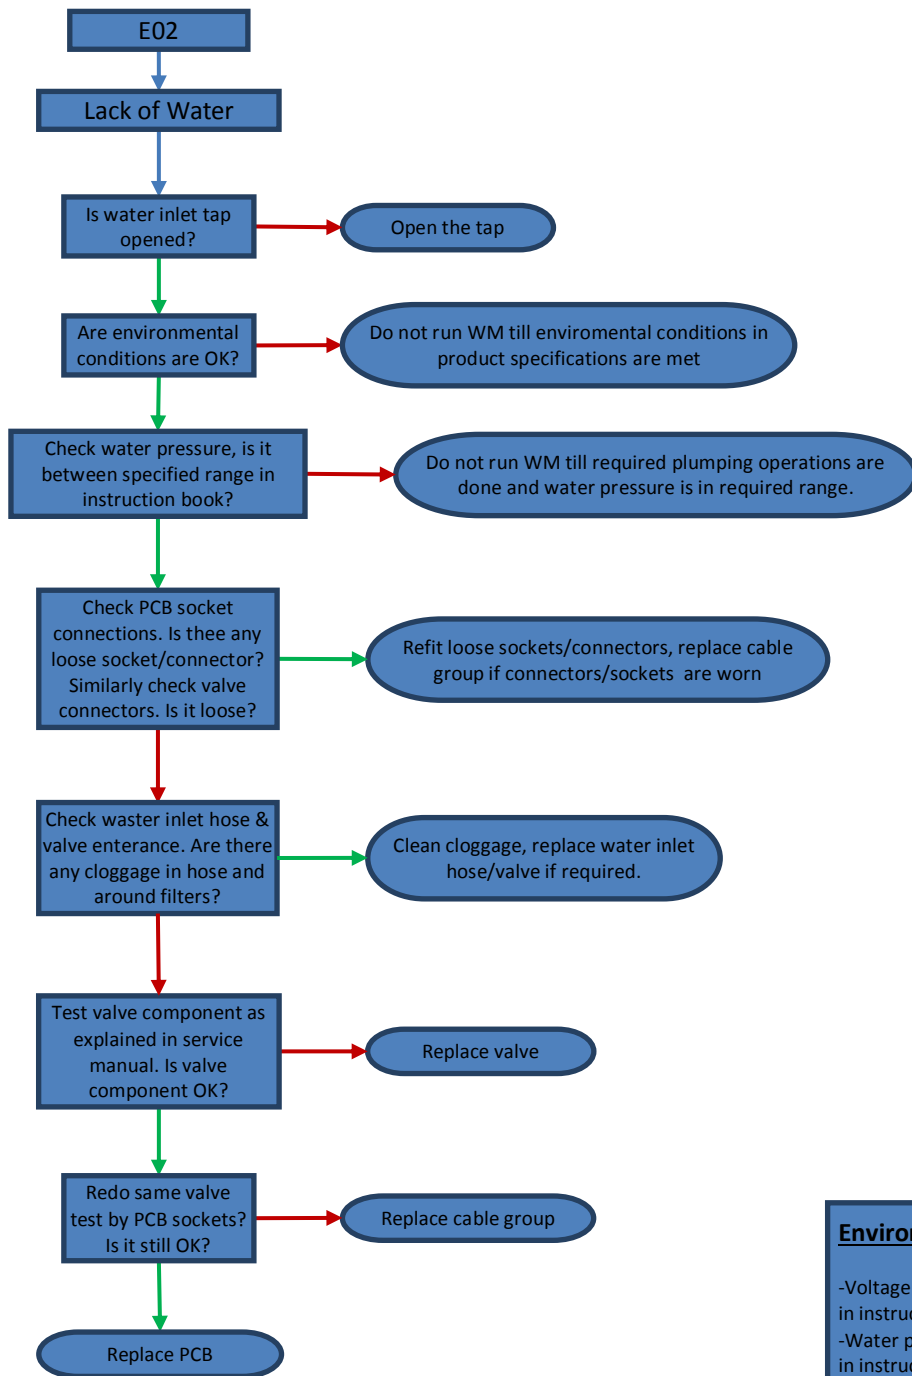 E02
Lack of Water
Is water inlet tap
opened?
Open the tap
Are environmental
conditions are OK?
Do not run WM till enviromental conditions in
product specifications are met
Check water pressure, is it
between specified range in
instruction book?
Do not run WM till required plumping operations are
done and water pressure is in required range.
Check PCB socket
connections. Is thee any
loose socket/connector?
Similarly check valve
connectors. Is it loose?
Refit loose sockets/connectors, replace cable
group if connectors/sockets are worn
Check waster inlet hose &
valve enterance. Are there
any cloggage in hose and
around filters?
Clean cloggage, replace water inlet
hose/valve if required.
Test valve component as
explained in service
manual. Is valve
component OK?
Replace valve
Redo same valve
test by PCB sockets?
Is it still OK?
Replace cable group
Replace PCB
-Voltage
in
-Water
in